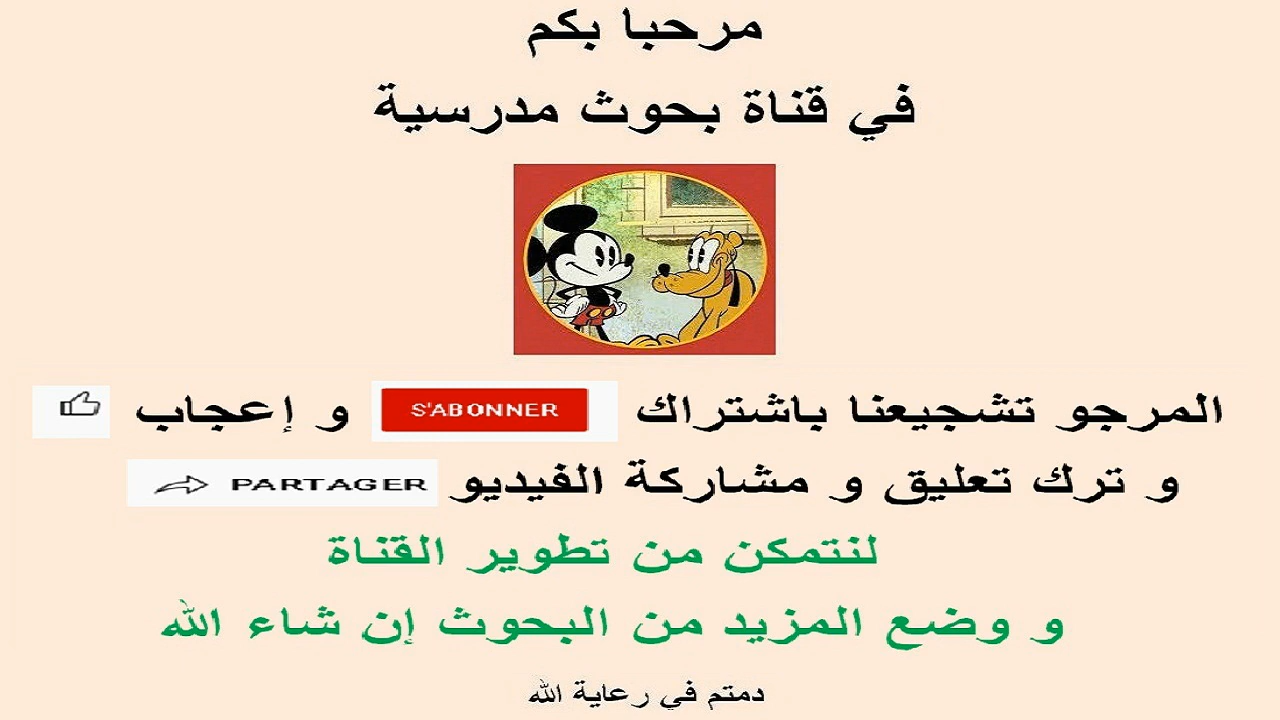 مرحبا بكم
في قناة بحوث مدرسية
المرجو تشجيعنا باشتراك S'ABONNER و إعجاب
و ترك تعليق و مشاركة الفيديو PARTAGER
لنتمكن من تطوير القناة
و وضع المزيد من البحوث إن شاء الله
دمتم في رعاية الله